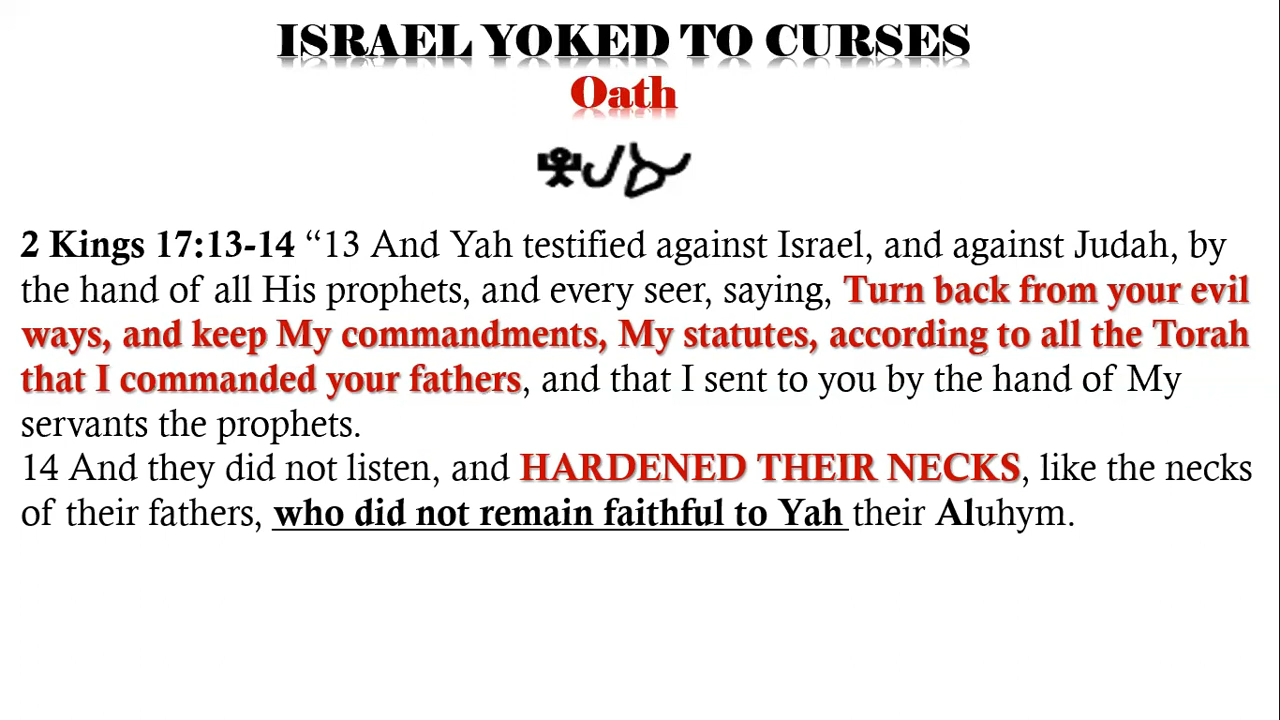 ISRAEL YOKED TO CURSES
Oath
2 Kings 17:13-14 “13 And Yah testified against Israel, and against Judah, by
the hand of all His prophets, and every seer, saying, Turn back from your evil
ways, and keep My commandments, My statutes, according to all the Torah
that I commanded your fathers, and that I sent to you by the hand of My
servants the prophets.
14 And they did not listen, and HARDENED THEIR NECKS, like the necks
of their fathers, who did not remain faithful to Yah their Aluhym.